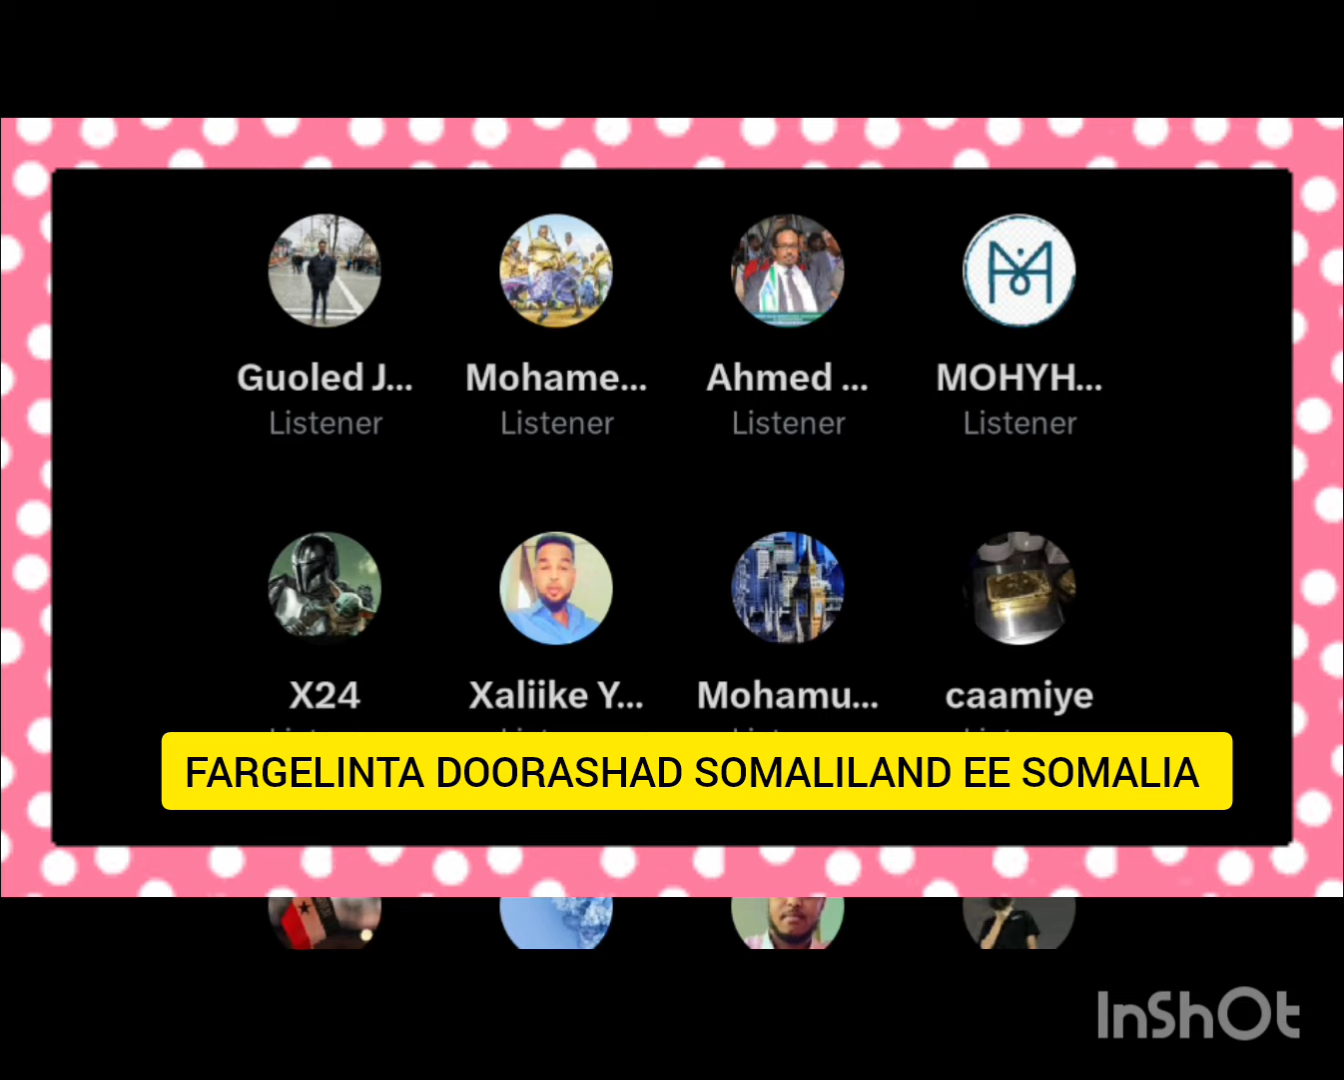 Guoled J... Mohame... Ahmed ... MOHYH...
Listener Listener Listener Listener
X24 Xaliike Y... Mohamu... caamiye
FARGELINTA DOORASHAD SOMALILAND EE SOMALIA
InShOt